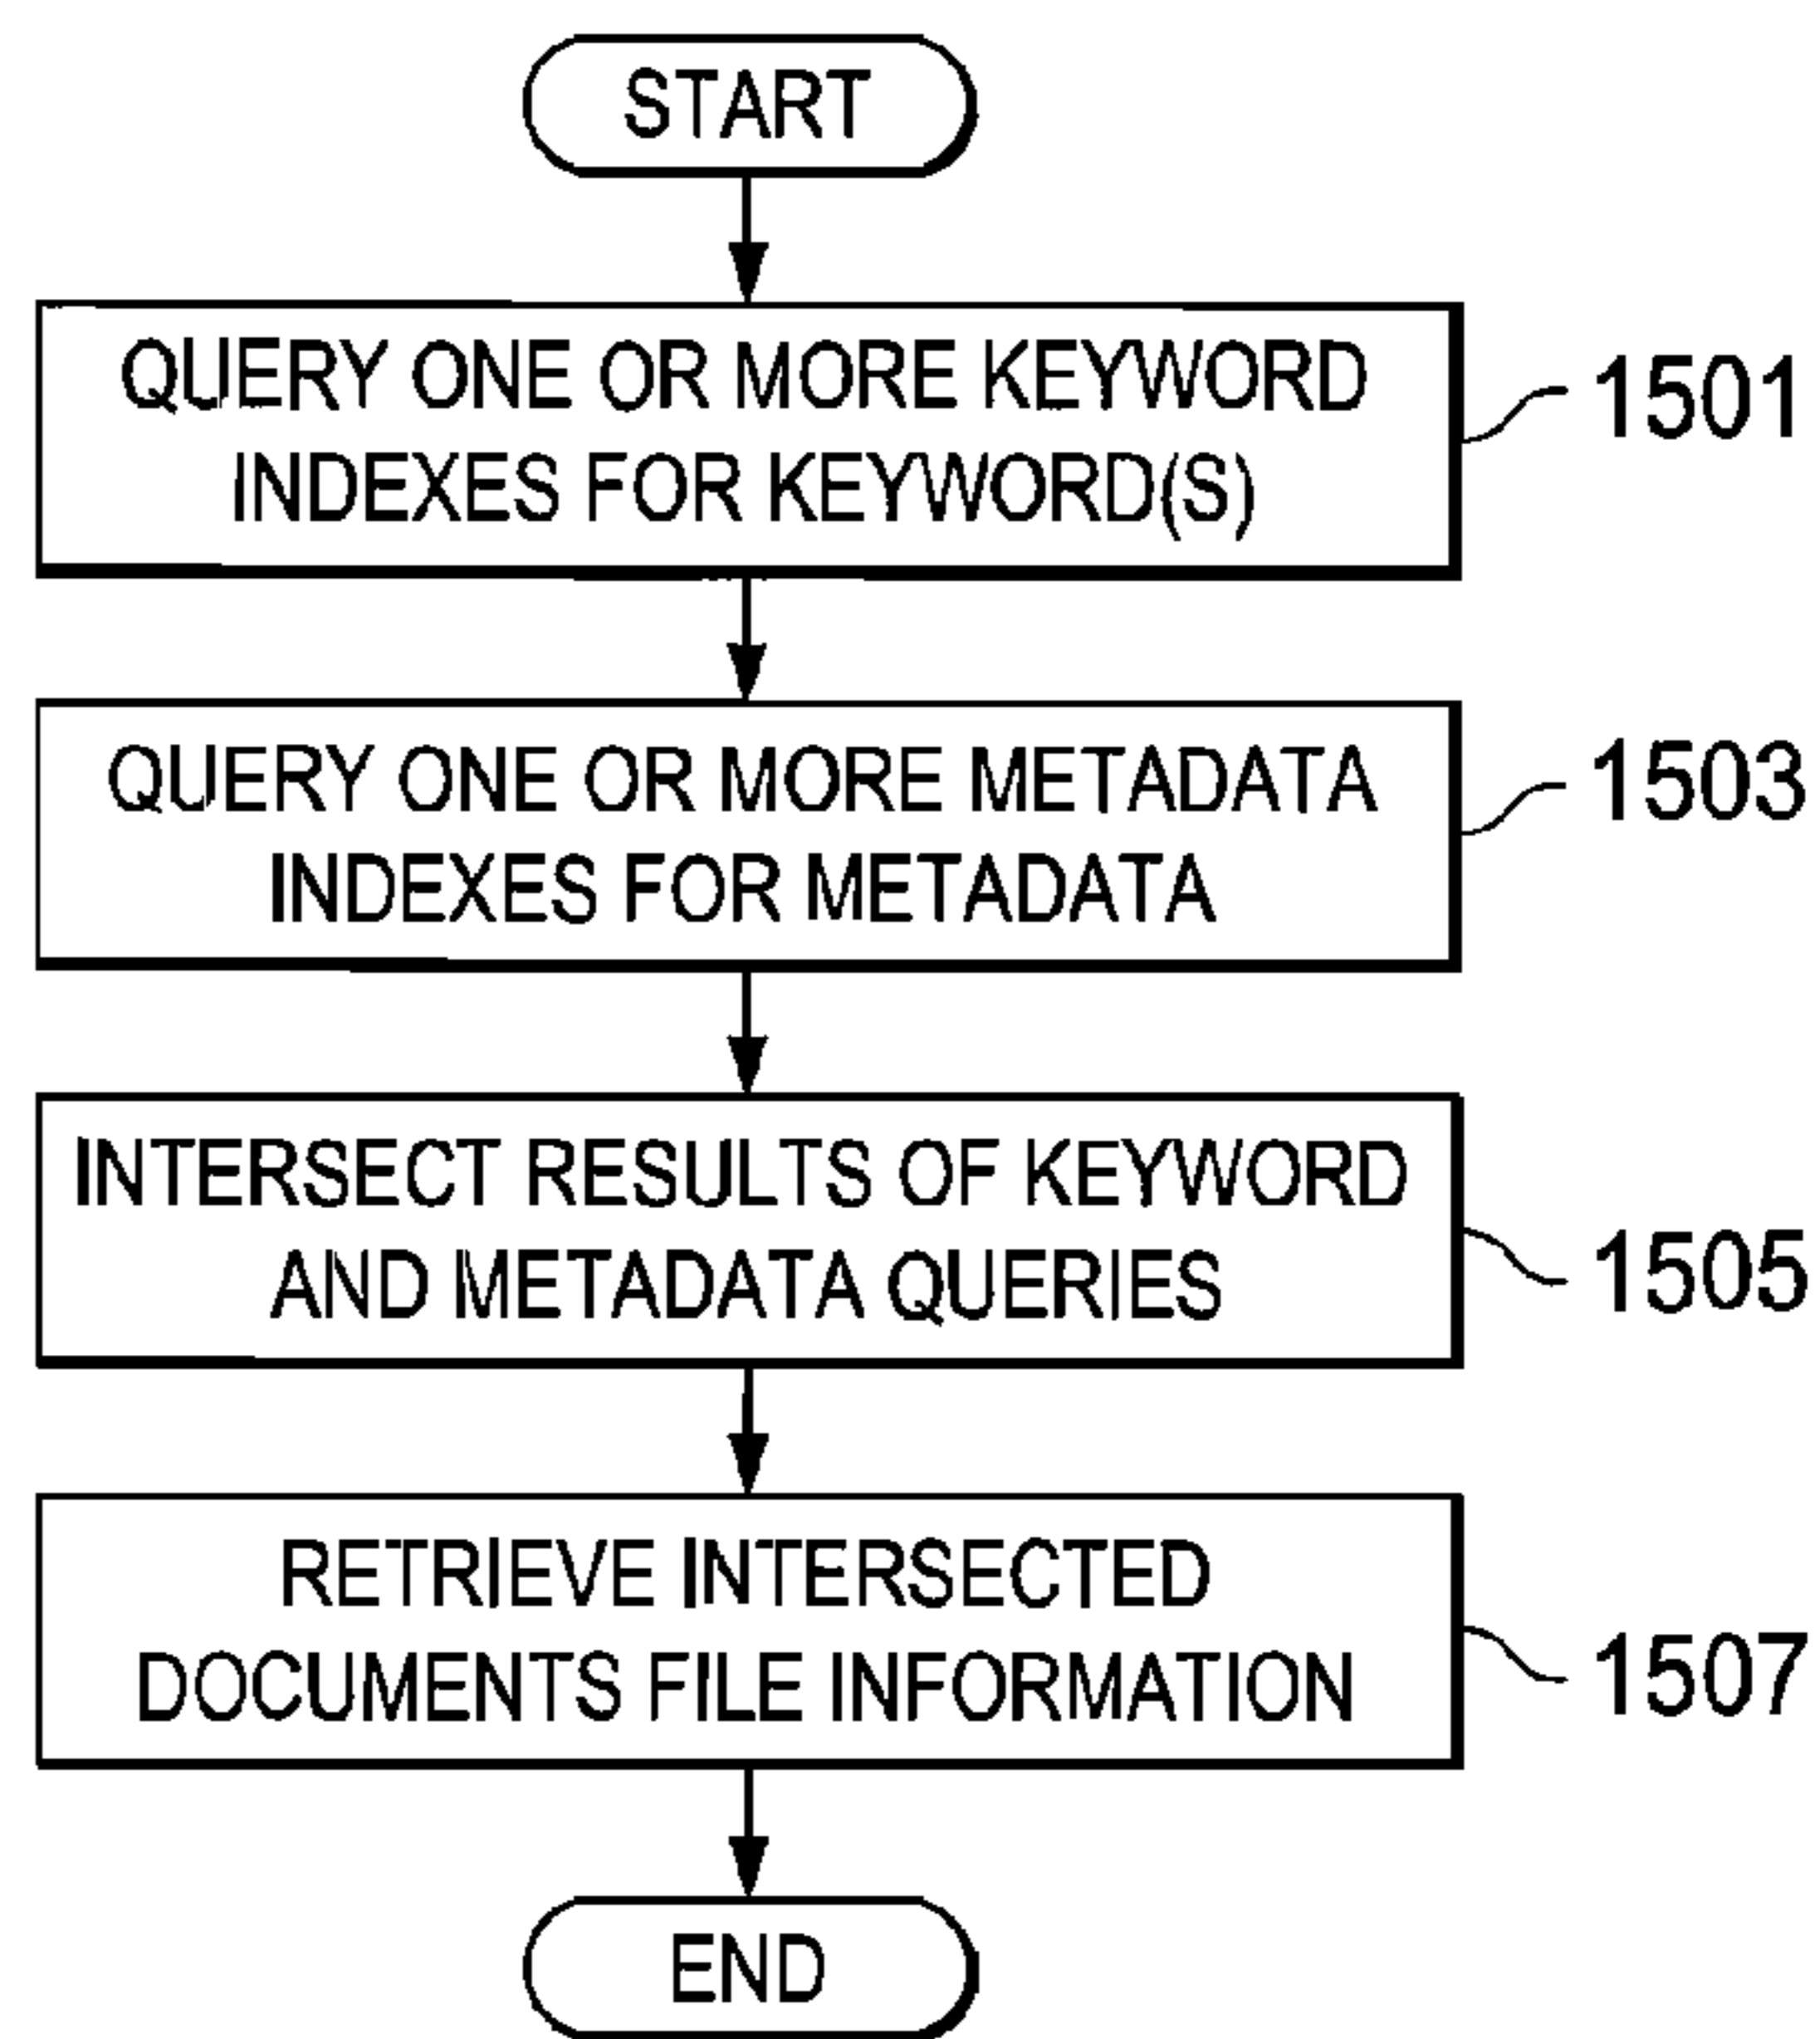 START
QUERY ONE OR MORE KEYWORD
INDEXES FOR KEYWORD(S)
1501
QUERY ONE OR MORE METADATA
INDEXES FOR METADATA
1503
INTERSECT RESULTS OF KEYWORD
AND METADATA QUERIES
1505
RETRIEVE INTERSECTED
DOCUMENTS FILE INFORMATION
1507
END